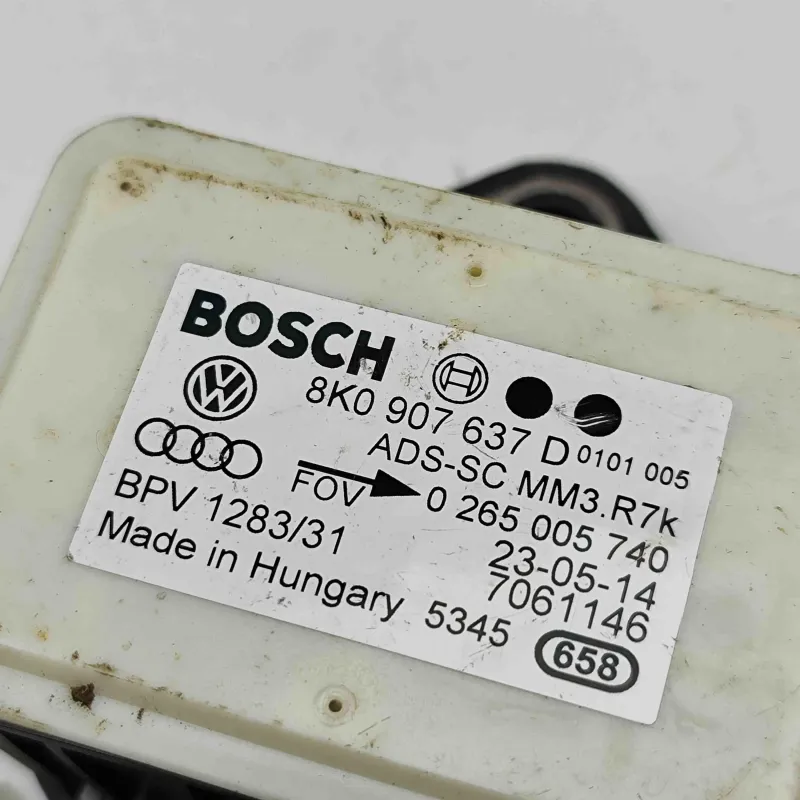 BOSCH
8K0 907 637 D 0101 005
ADS-SC MM3.R7k
FOV 0 265 005 740
BPV 1283/31
23-05-14
7061146
Made in Hungary 5345
658